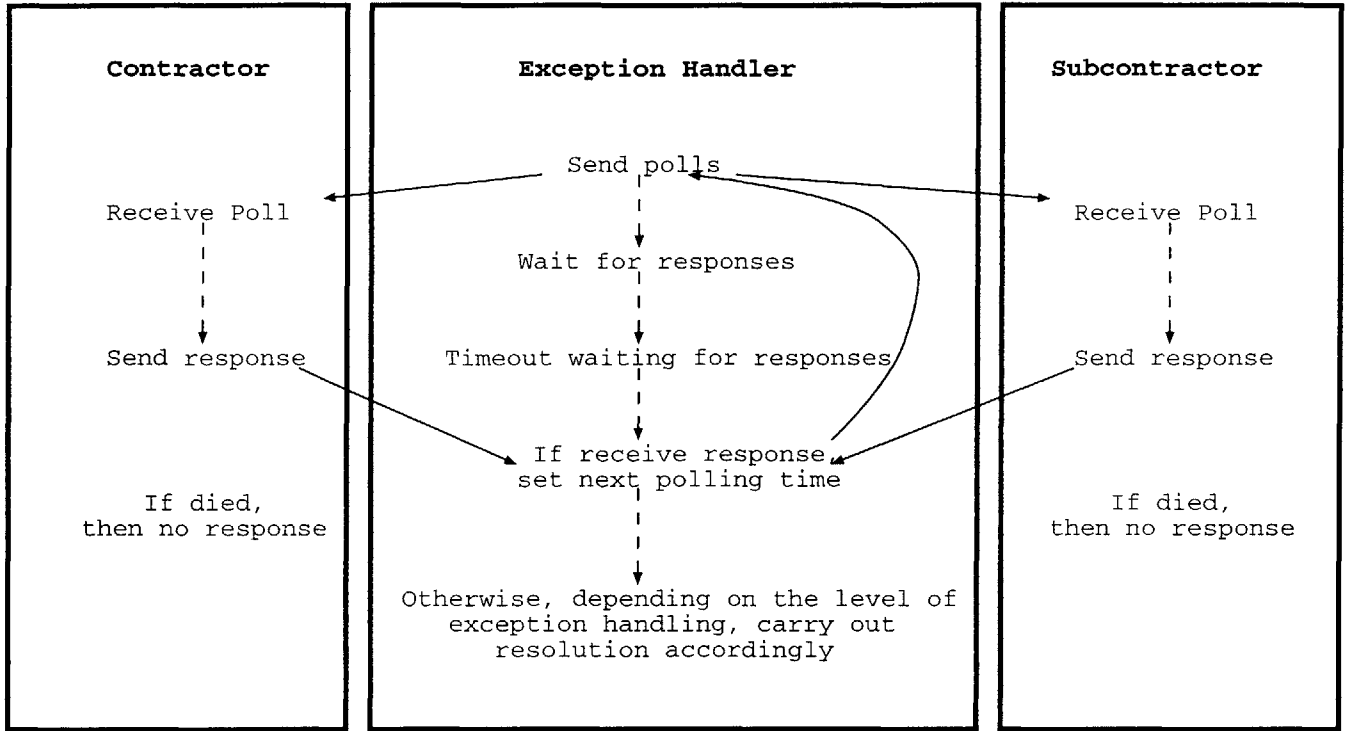 Contractor
Receive Poll
Send response
If died,
then no response
Exception Handler
Send polls
Wait for responses
Timeout waiting for responses
If receive response,
set next polling time
Otherwise, depending on the level of
exception handling, carry out
resolution accordingly
Subcontractor
Receive Poll
Send response
If died,
then no response